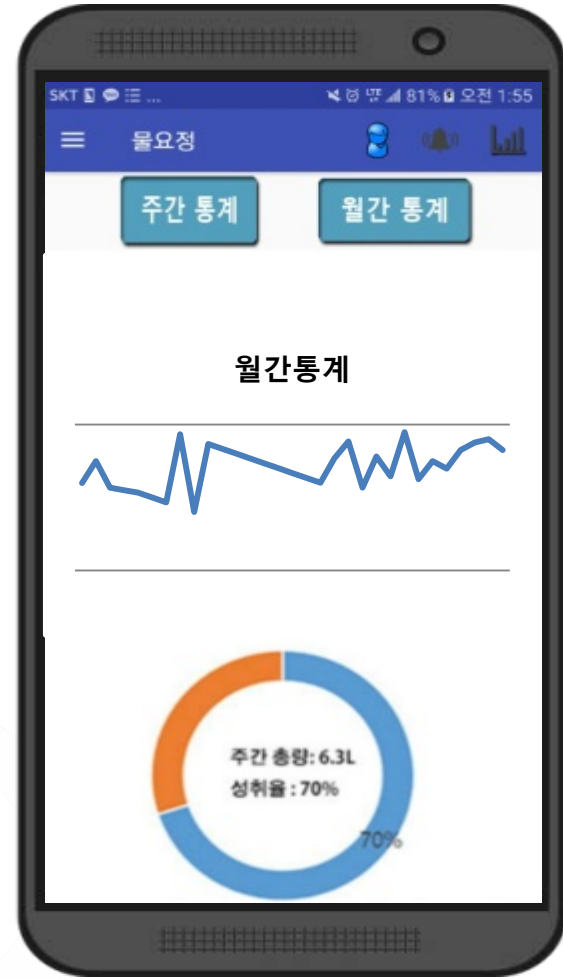 SKT ... LTE 81% 오전 1:55
물요정
주간 통계 월간 통계
월간통계
주간 총량: 6.3L
성취율 : 70%
70%